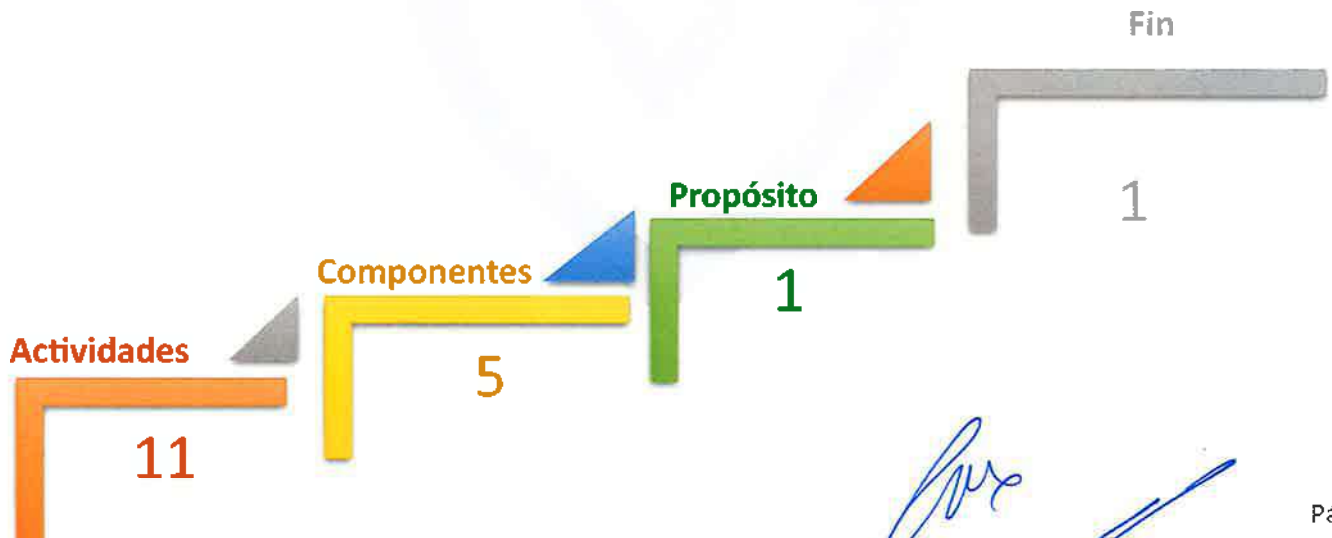 Fin
1
Propósito
1
Componentes
5
Actividades
11